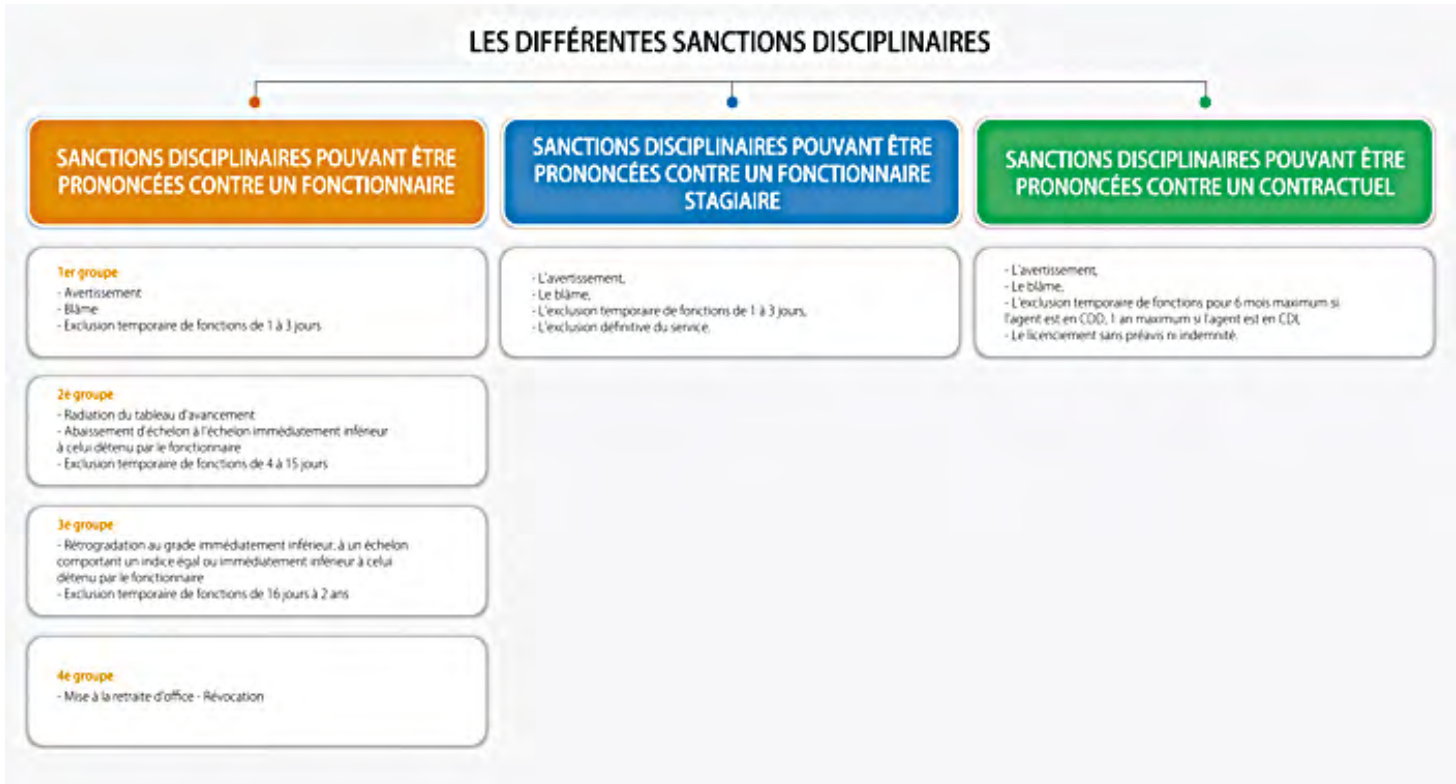 LES DIFFÉRENTES SANCTIONS DISCIPLINAIRES
SANCTIONS DISCIPLINAIRES POUVANT ÊTRE
PRONONCÉES CONTRE UN FONCTIONNAIRE
1er groupe
- Avertissement
- Blâme
- Exclusion temporaire de fonctions de 1 à 3 jours
2è groupe
- Radiation du tableau d'avancement
- Abaissement d'échelon à l'échelon immédiatement inférieur
à celui détenu par le fonctionnaire
- Exclusion temporaire de fonctions de 4 à 15 jours
3è groupe
- Rétrogradation au grade immédiatement inférieur, à un échelon
comportant un indice égal ou immédiatement inférieur à celui
détenu par le fonctionnaire
- Exclusion temporaire de fonctions de 16 jours à 2 ans
4è groupe
- Mise à la retraite d'office - Révocation
SANCTIONS DISCIPLINAIRES POUVANT ÊTRE
PRONONCÉES CONTRE UN FONCTIONNAIRE
STAGIAIRE
- L'avertissement,
- Le blâme,
- L'exclusion temporaire de fonctions de 1 à 3 jours,
- L'exclusion définitive du service.
SANCTIONS DISCIPLINAIRES POUVANT ÊTRE
PRONONCÉES CONTRE UN CONTRACTUEL
- L'avertissement,
- Le blâme,
- L'exclusion temporaire de fonctions pour 6 mois maximum si
l'agent est en CDD, 1 an maximum si l'agent est en CDI,
- Le licenciement sans préavis ni indemnité.